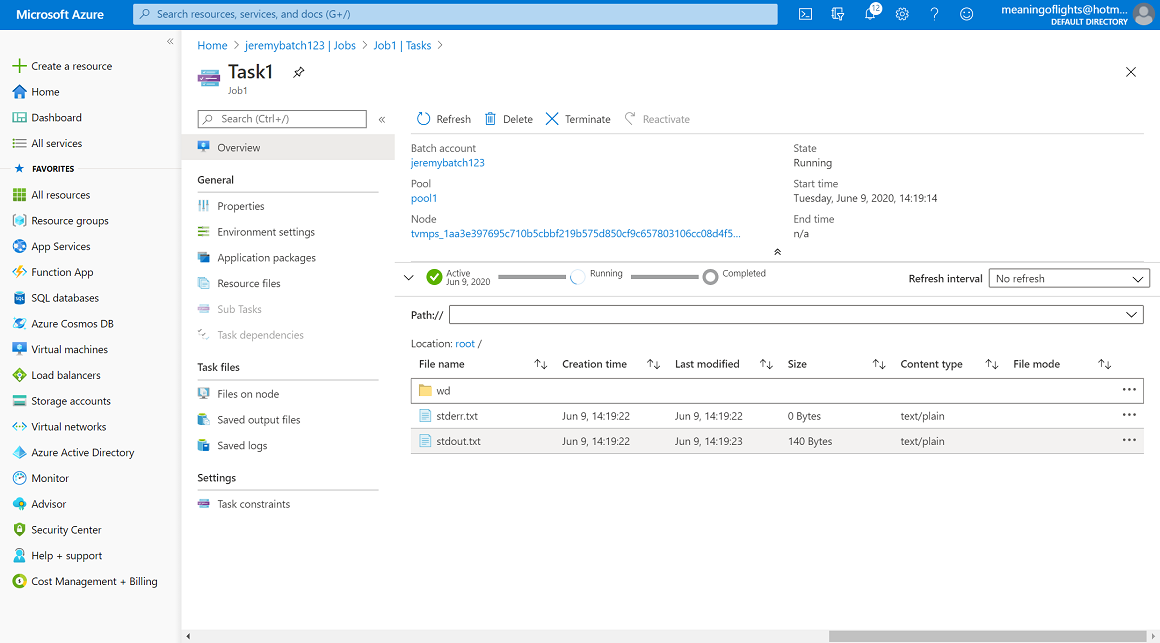 Microsoft Azure
Search resources, services, and docs (G+/)
12
meaningoflights@hotm...
DEFAULT DIRECTORY
«
Create a resource
Home
Dashboard
All services
FAVORITES
All resources
Resource groups
App Services
Function App
SQL databases
Azure Cosmos DB
Virtual machines
Load balancers
Storage accounts
Virtual networks
Azure Active Directory
Monitor
Advisor
Security Center
Help + support
Cost Management + Billing
Home > jeremybatch123 | Jobs > Job1 | Tasks >
Task1
Job1
Search (Ctrl+/)
«
Overview
General
Properties
Environment settings
Application packages
Resource files
Sub Tasks
Task dependencies
Task files
Files on node
Saved output files
Saved logs
Settings
Task constraints
Refresh Delete Terminate Reactivate
Batch account
jeremybatch123
Pool
pool1
Node
tvmps_1aa3e397695c710b5cbbf219b575d850cf9c657803106cc08d4f5...
State
Running
Start time
Tuesday, June 9, 2020, 14:19:14
End time
n/a
Active
Jun 9, 2020
Running
Completed
Refresh interval No refresh
Path://
Location: root /
File name Creation time Last modified Size Content type File mode
wd ...
stderr.txt Jun 9, 14:19:22 Jun 9, 14:19:22 0 Bytes text/plain ...
stdout.txt Jun 9, 14:19:22 Jun 9, 14:19:23 140 Bytes text/plain ...